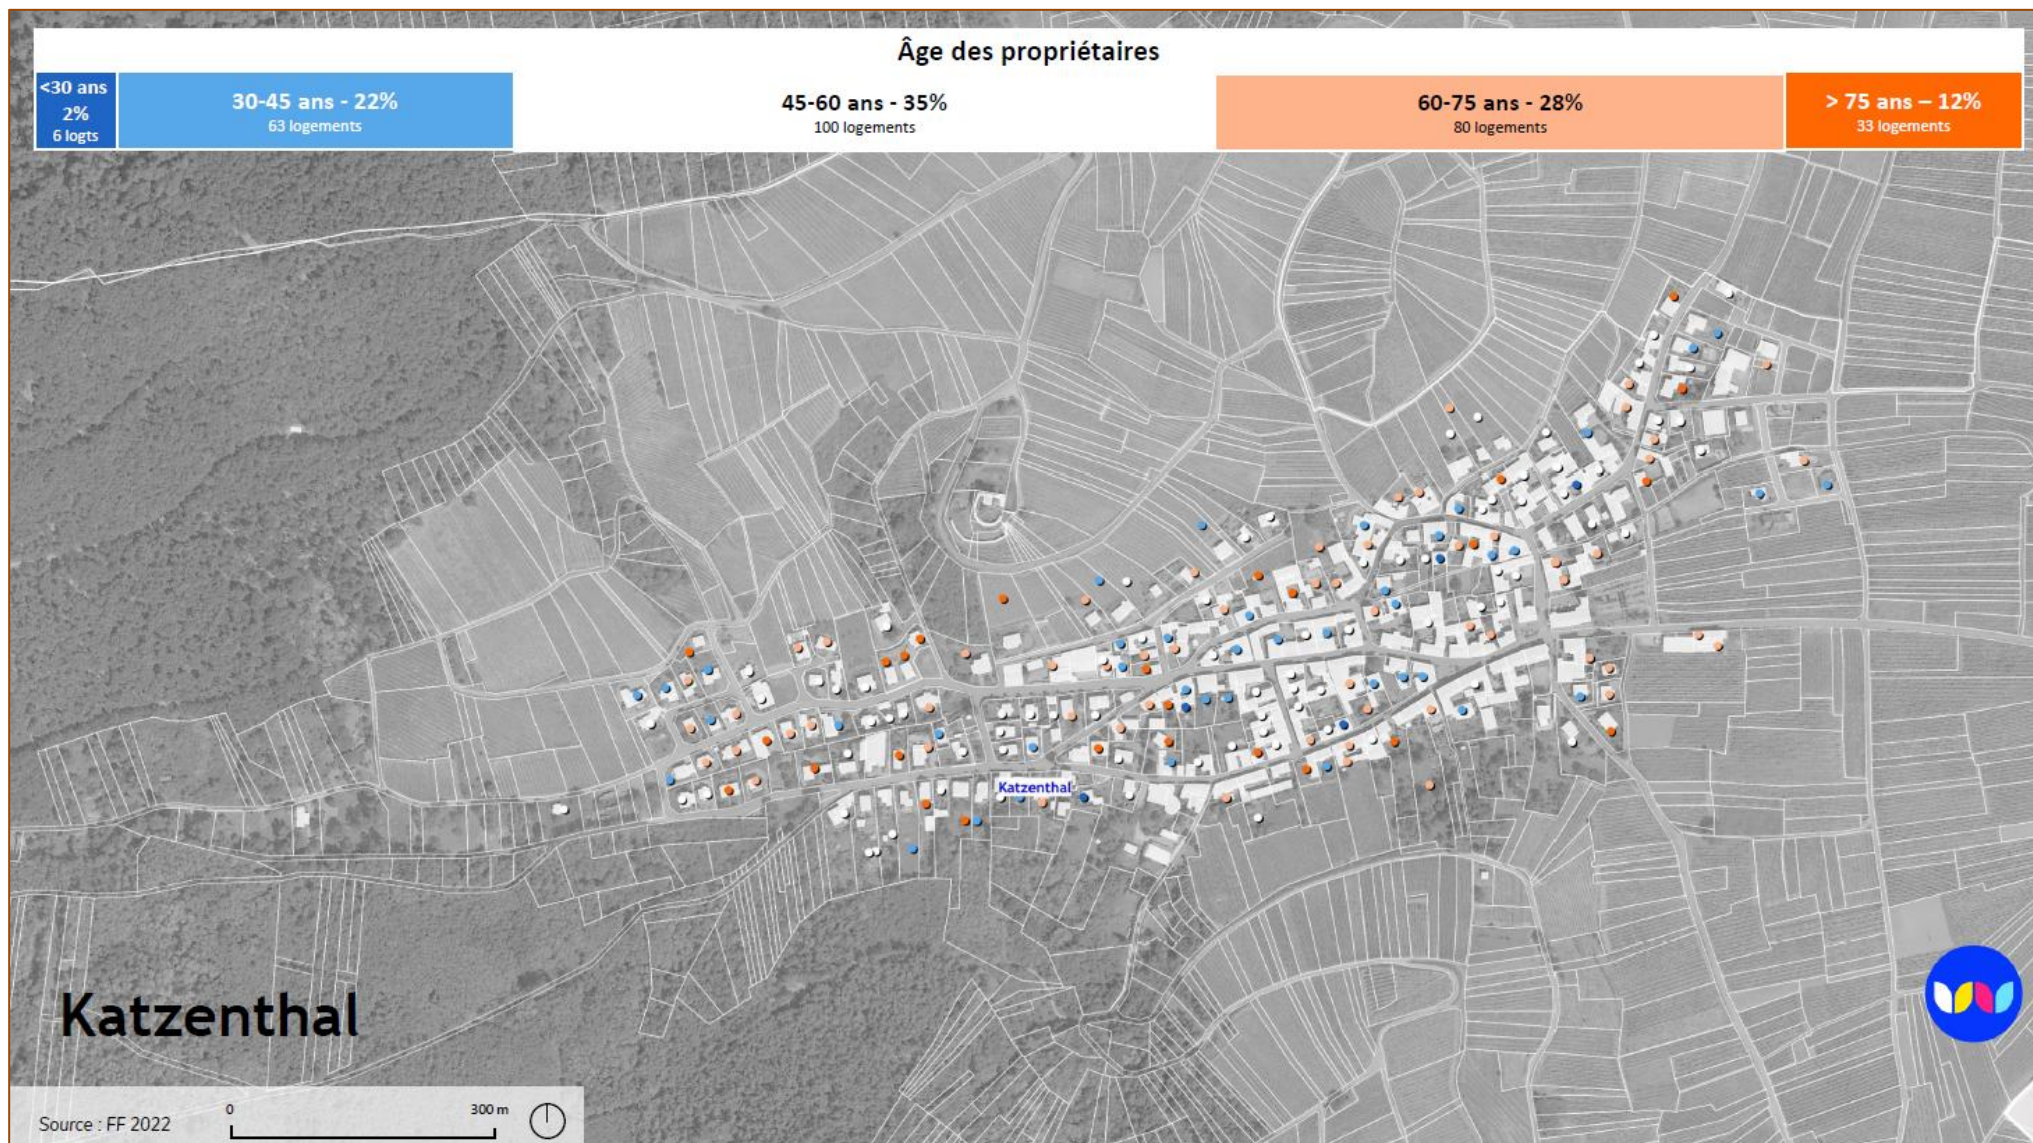 Âge des propriétaires
<30 ans
2%
6 logts
30-45 ans - 22%
63 logements
45-60 ans - 35%
100 logements
60-75 ans - 28%
80 logements
> 75 ans – 12%
33 logements
Katzenthal
Katzenthal
0 300 m
Source : FF 2022